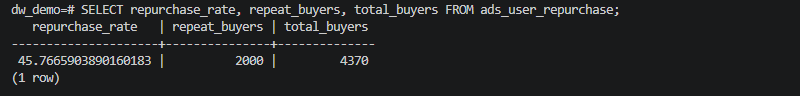 dw_demo=# SELECT repurchase_rate, repeat_buyers, total_buyers FROM ads_user_repurchase;
  repurchase_rate   | repeat_buyers | total_buyers
--------------------+---------------+--------------
 45.7665903890160183 |          2000 |         4370
(1 row)